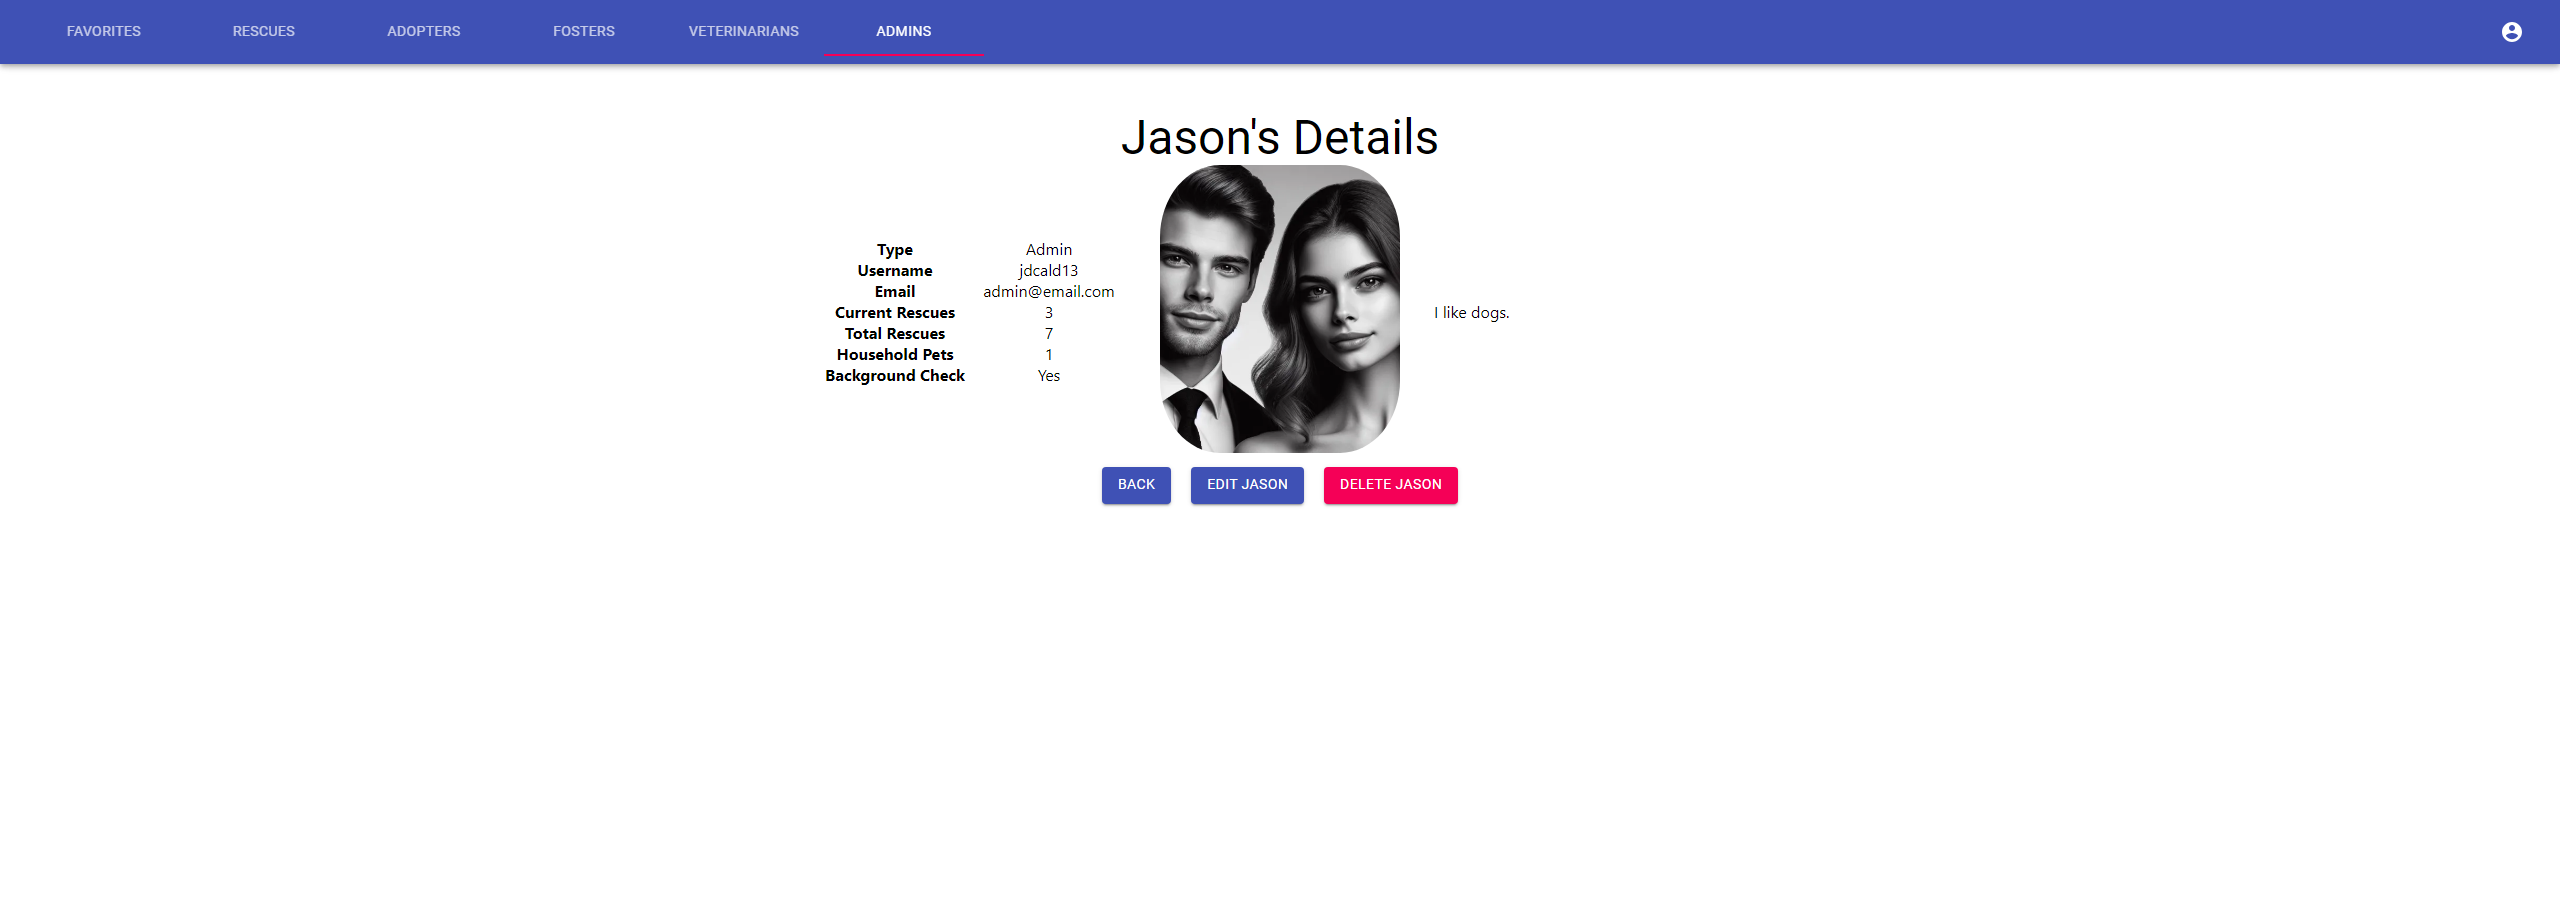 FAVORITES RESCUES ADOPTERS FOSTERS VETERINARIANS ADMINS
Jason's Details
Type Admin
Username jdcald13
Email admin@email.com
Current Rescues 3
Total Rescues 7
Household Pets 1
Background Check Yes
I like dogs.
BACK EDIT JASON DELETE JASON